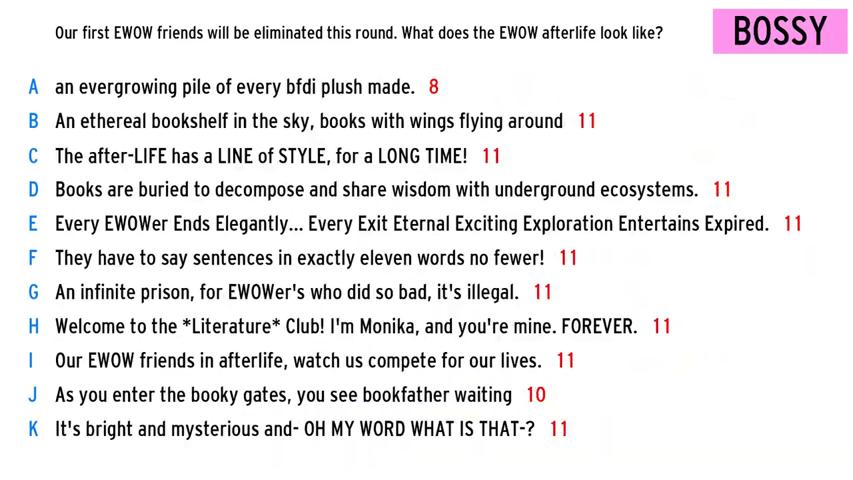 Our first EWOW friends will be eliminated this round. What does the EWOW afterlife look like?
BOSSY
A an evergrowing pile of every bfdi plush made. 8
B An ethereal bookshelf in the sky, books with wings flying around 11
C The after-LIFE has a LINE of STYLE, for a LONG TIME! 11
D Books are buried to decompose and share wisdom with underground ecosystems. 11
E Every EWOWer Ends Elegantly... Every Exit Eternal Exciting Exploration Entertains Expired. 11
F They have to say sentences in exactly eleven words no fewer! 11
G An infinite prison, for EWOWer's who did so bad, it's illegal. 11
H Welcome to the *Literature* Club! I'm Monika, and you're mine. FOREVER. 11
I Our EWOW friends in afterlife, watch us compete for our lives. 11
J As you enter the booky gates, you see bookfather waiting 10
K It's bright and mysterious and- OH MY WORD WHAT IS THAT-? 11